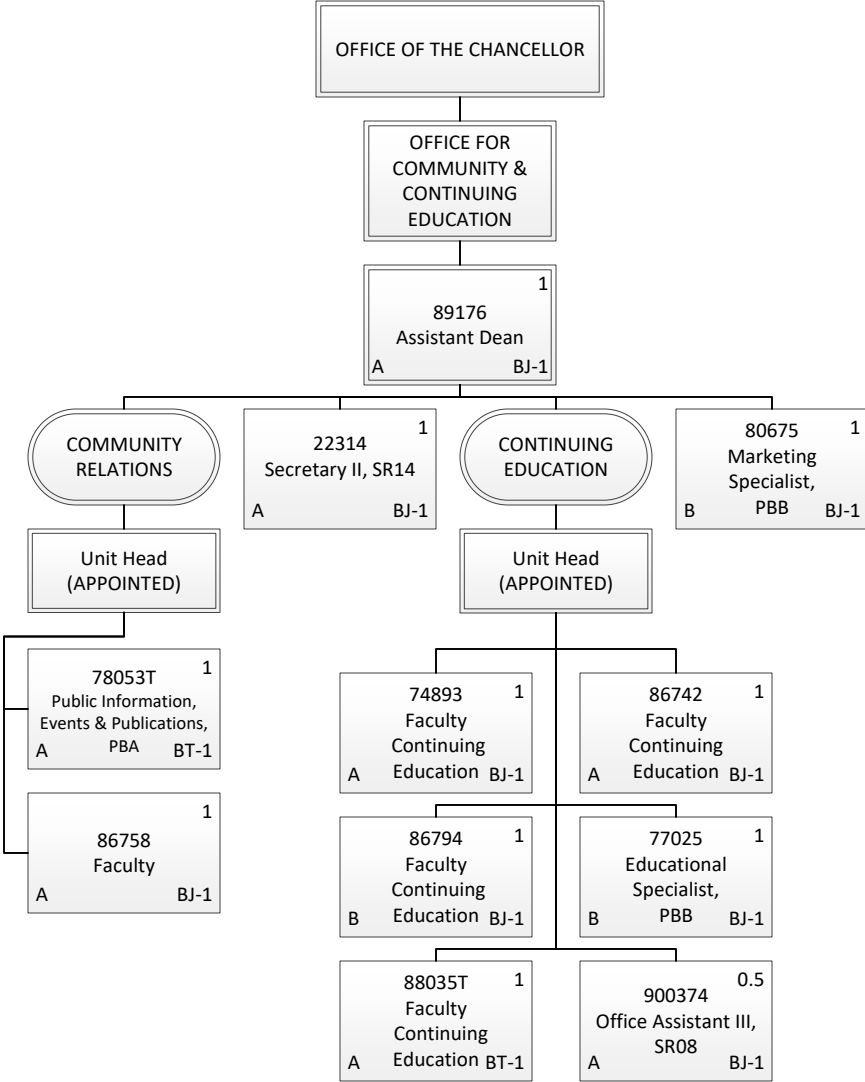 OFFICE OF THE CHANCELLOR
OFFICE FOR
COMMUNITY &
CONTINUING
EDUCATION
1
89176
Assistant Dean
A BJ-1
COMMUNITY
RELATIONS
22314 1
Secretary II, SR14
A BJ-1
CONTINUING
EDUCATION
80675 1
Marketing
Specialist,
PBB
B BJ-1
Unit Head
(APPOINTED)
Unit Head
(APPOINTED)
78053T 1
Public Information,
Events & Publications,
PBA
A BT-1
1
86758
Faculty
A BJ-1
74893 1
Faculty
Continuing
Education
A BJ-1
86742 1
Faculty
Continuing
Education
A BJ-1
86794 1
Faculty
Continuing
Education
B BJ-1
77025 1
Educational
Specialist,
PBB
B BJ-1
88035T 1
Faculty
Continuing
Education
A BT-1
0.5
900374
Office Assistant III,
SR08
A BJ-1